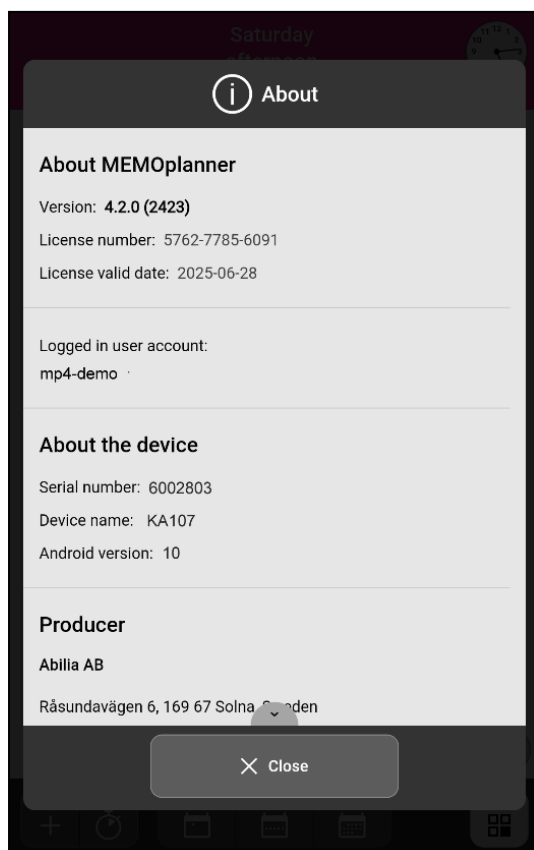 Saturday
afternoon
About
About MEMOplanner
Version: 4.2.0 (2423)
License number: 5762-7785-6091
License valid date: 2025-06-28
Logged in user account:
mp4-demo
About the device
Serial number: 6002803
Device name: KA107
Android version: 10
Producer
Abilia AB
Råsundavägen 6, 169 67 Solna, Sweden
Close